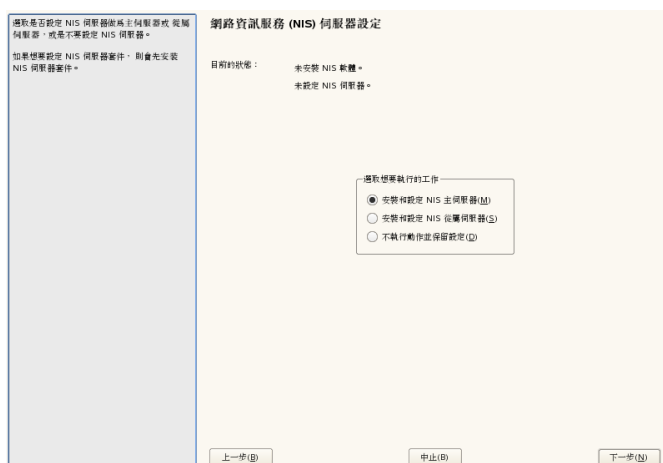 選取是否設定 NIS 伺服器做為主伺服器或 從屬
伺服器，或是不要設定 NIS 伺服器。
如果想要設定 NIS 伺服器套件， 則會先安裝
NIS 伺服器套件。
網路資訊服務 (NIS) 伺服器設定
目前的狀態：
未安裝 NIS 軟體。
未設定 NIS 伺服器。
選取想要執行的工作
安裝和設定 NIS 主伺服器(M)
安裝和設定 NIS 從屬伺服器(S)
不執行動作並保留設定(D)
上一步(B)
中止(B)
下一步(N)